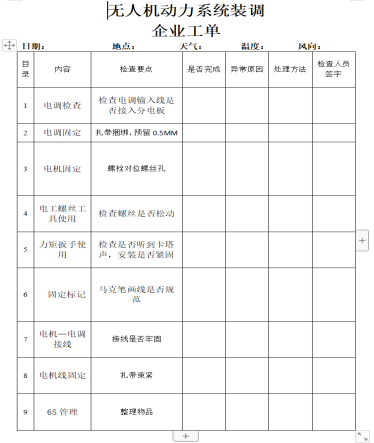 无人机动力系统装调
企业工单
日期： 地点： 天气： 温度： 风向：
目录 内容 检查要点 是否完成 异常原因 处理方法 检查人员签字
1 电调检查 检查电调输入线是否接入分电板
2 电调固定 扎带捆绑，预留 0.5MM
3 电机固定 螺栓对位螺丝孔
4 电工螺丝工具使用 检查螺丝是否松动
5 力矩扳手使用 检查是否听到卡塔声，安装是否紧固
6 固定标记 马克笔画线是否规范
7 电机—电调接线 接线是否牢固
8 电机线固定 扎带束紧
9 6S 管理 整理物品